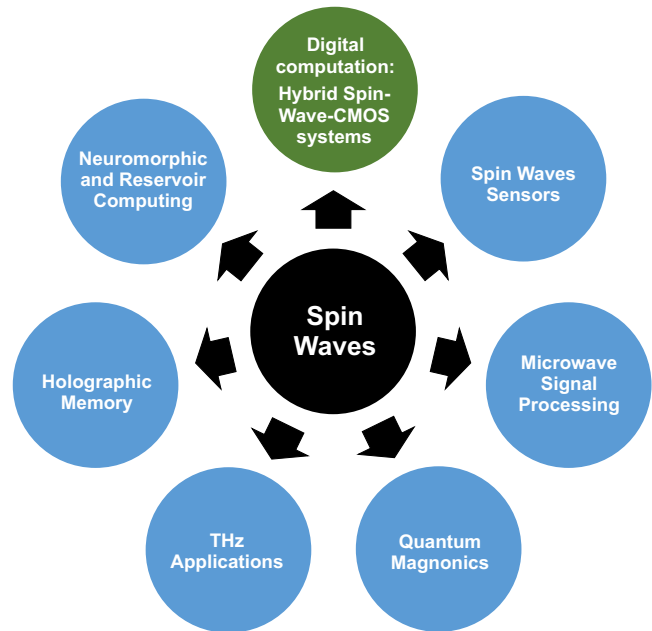 Digital
computation:
Hybrid Spin-
Wave-CMOS
systems
Neuromorphic
and Reservoir
Computing
Spin Waves
Sensors
Spin
Waves
Holographic
Memory
Microwave
Signal
Processing
THz
Applications
Quantum
Magnonics